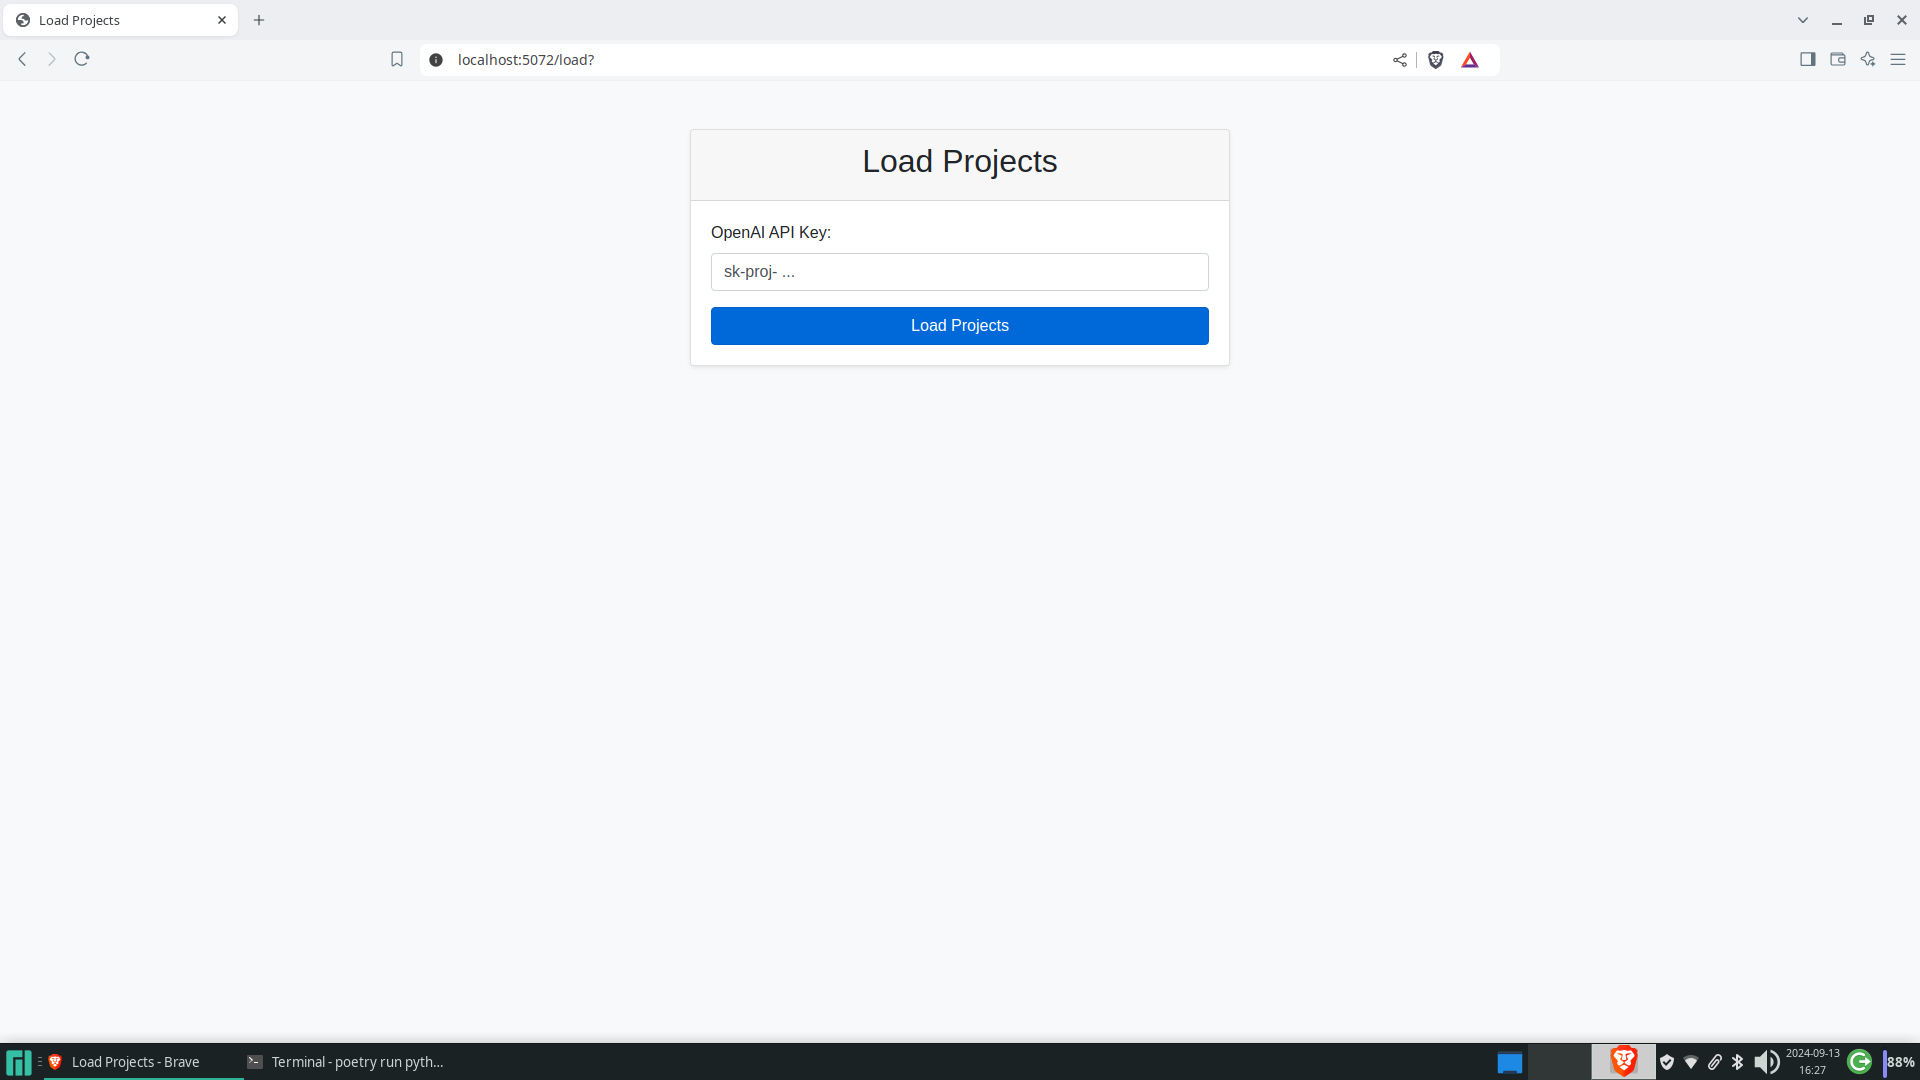 Load Projects
localhost:5072/load?
Load Projects
OpenAI API Key:
sk-proj- ...
Load Projects
Load Projects - Brave
Terminal - poetry run pyth...
2024-09-13
16:27
88%